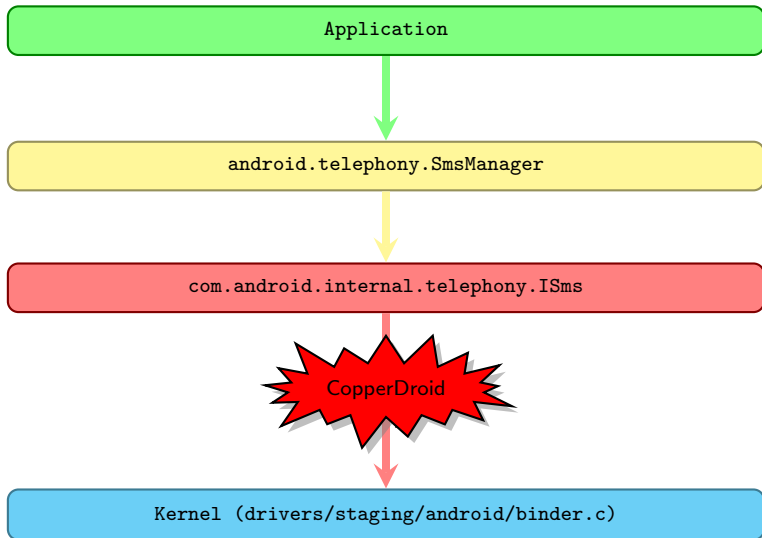 Application
android.telephony.SmsManager
com.android.internal.telephony.ISms
CopperDroid
Kernel (drivers/staging/android/binder.c)